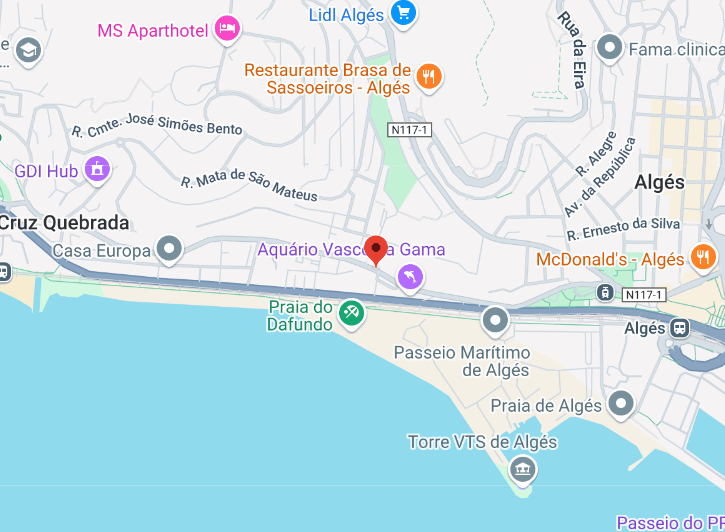 Lidl Algés
MS Aparthotel
Rua da Eira
Fama clinica
Restaurante Brasa de
Sassoeiros - Algés
R. Cmte. José Simões Bento
N117-1
R. Alegre
GDI Hub
R. Mata de São Mateus
Av. da República
Algés
Cruz Quebrada
R. Ernesto da Silva
Casa Europa
Aquário Vasco Gama
McDonald's - Algés
N117-1
Praia do
Dafundo
Algés
Passeio Marítimo
de Algés
Praia de Algés
Torre VTS de Algés
Passeio do